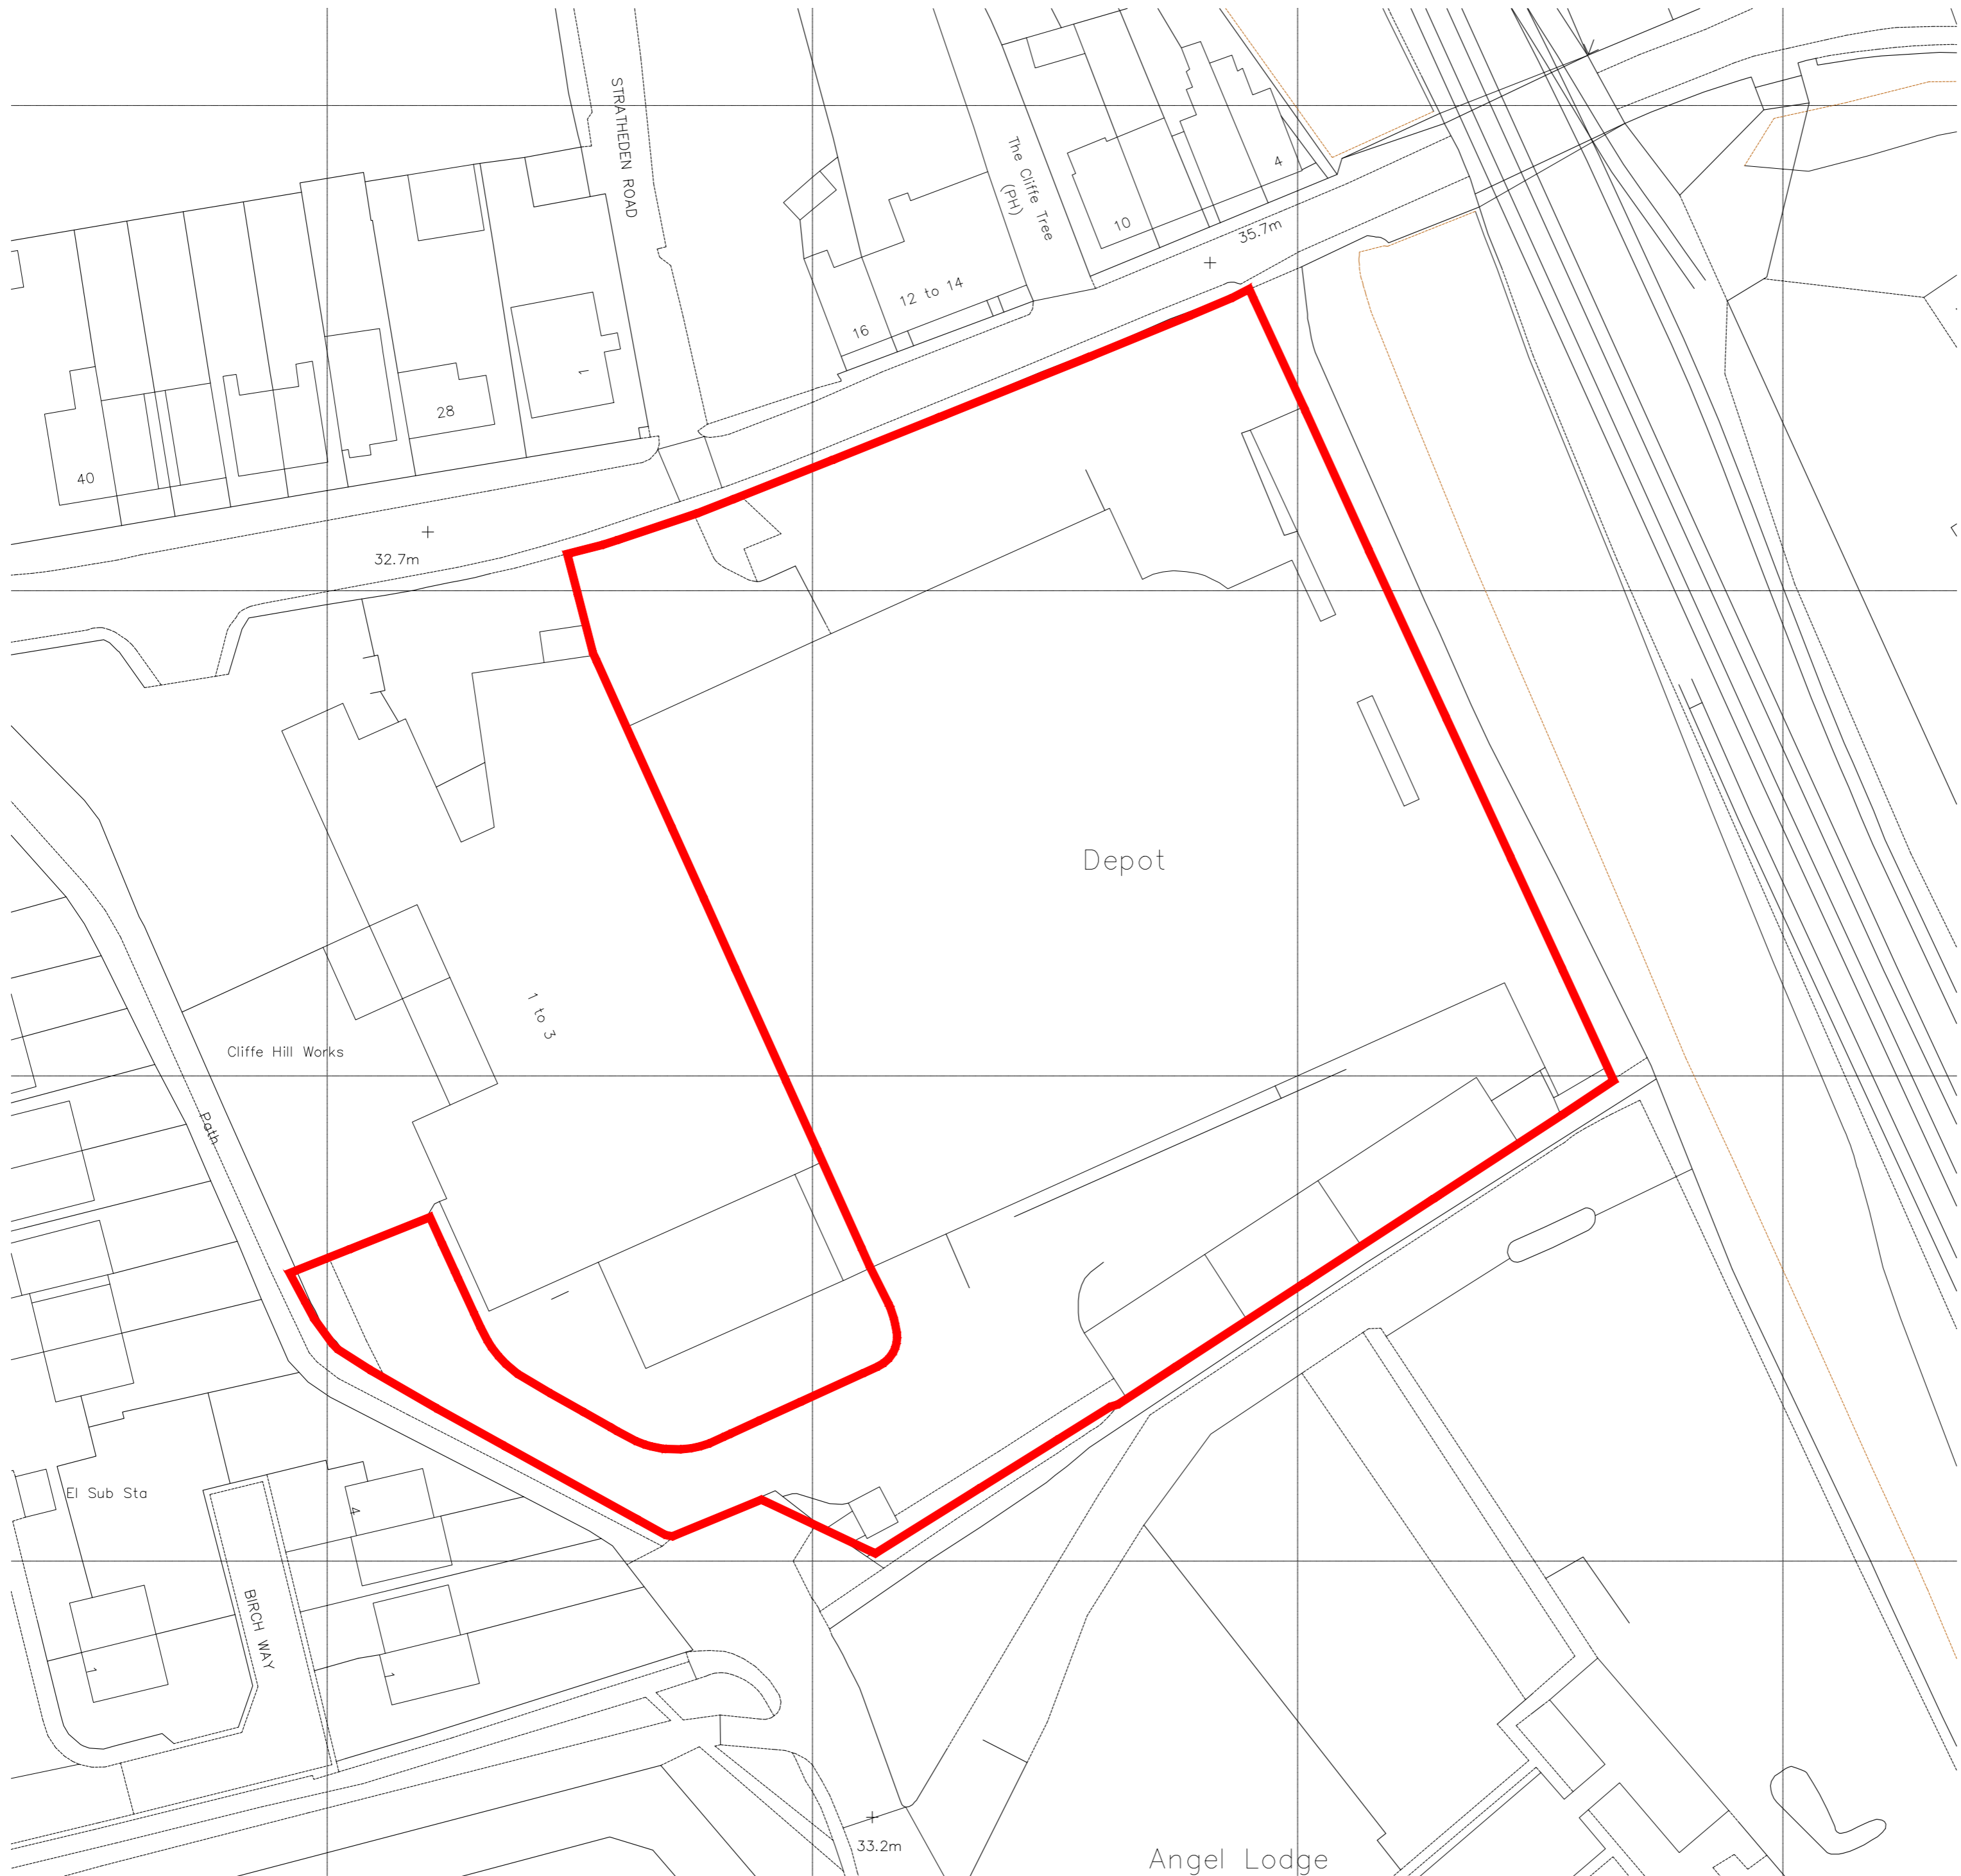 STRATHEDEN ROAD
The Cliffe Tree
(PH)
4
10
35.7m
12 to 14
16
1
28
40
32.7m
Depot
1 to 3
Cliffe Hill Works
Path
El Sub Sta
4
BIRCH WAY
1
1
33.2m
Angel Lodge